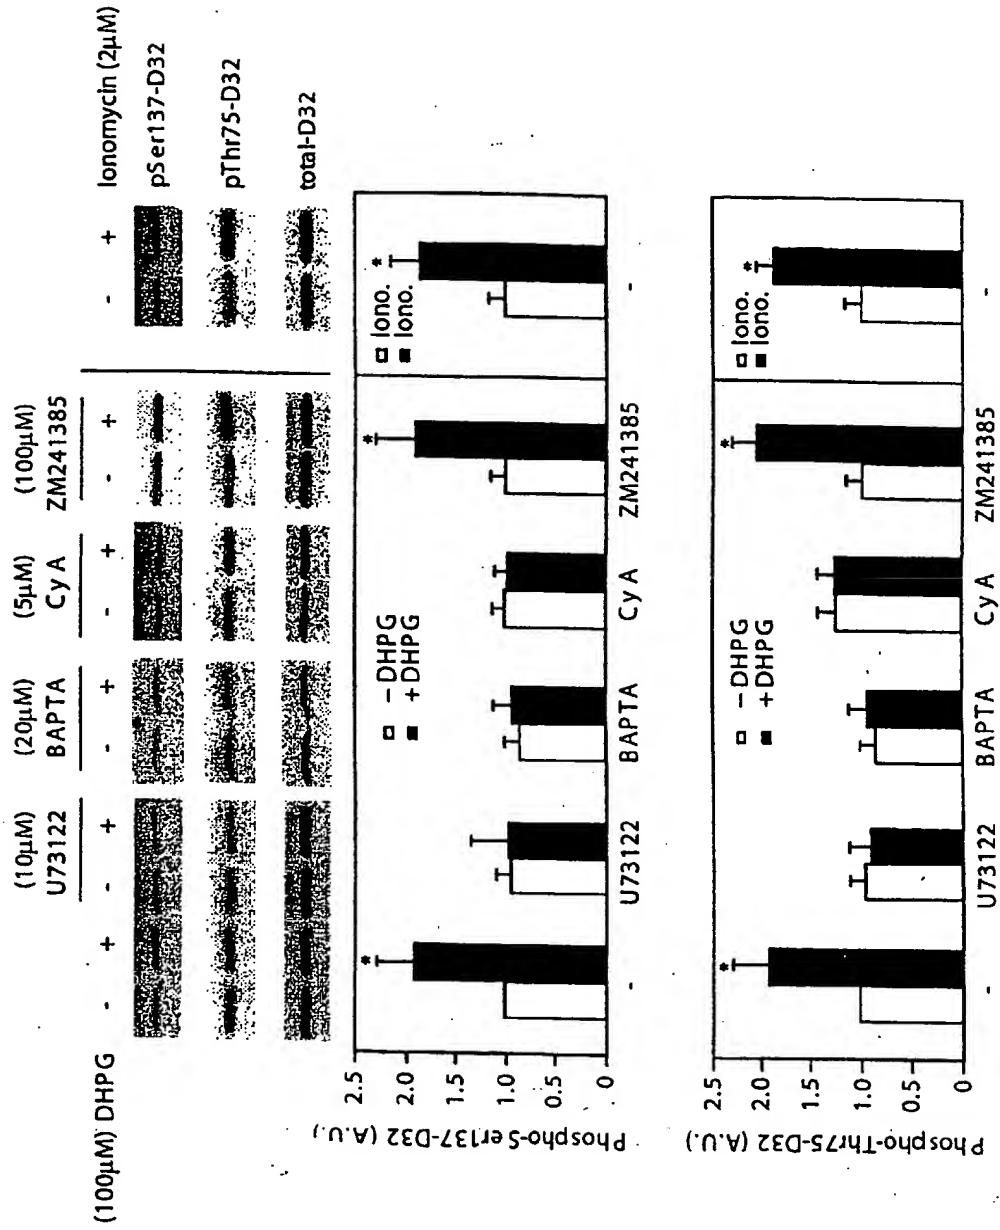 (10μM) (20μM) (5μM) (100μM)
U73122 BAPTA Cy A ZM241385
(100μM) DHPG - + - + - + - + - + - + Ionomycin (2μM)
pSer137-D32
pThr75-D32
total-D32
Phospho-Ser137-D32 (A.U.)
2.5
2.0
1.5
1.0
0.5
0
* * *
−DHPG
+DHPG
Iono.
Iono.
- U73122 BAPTA Cy A ZM241385 -
Phospho-Thr75-D32 (A.U.)
2.5
2.0
1.5
1.0
0.5
0
* * *
−DHPG
+DHPG
Iono.
Iono.
- U73122 BAPTA Cy A ZM241385 -